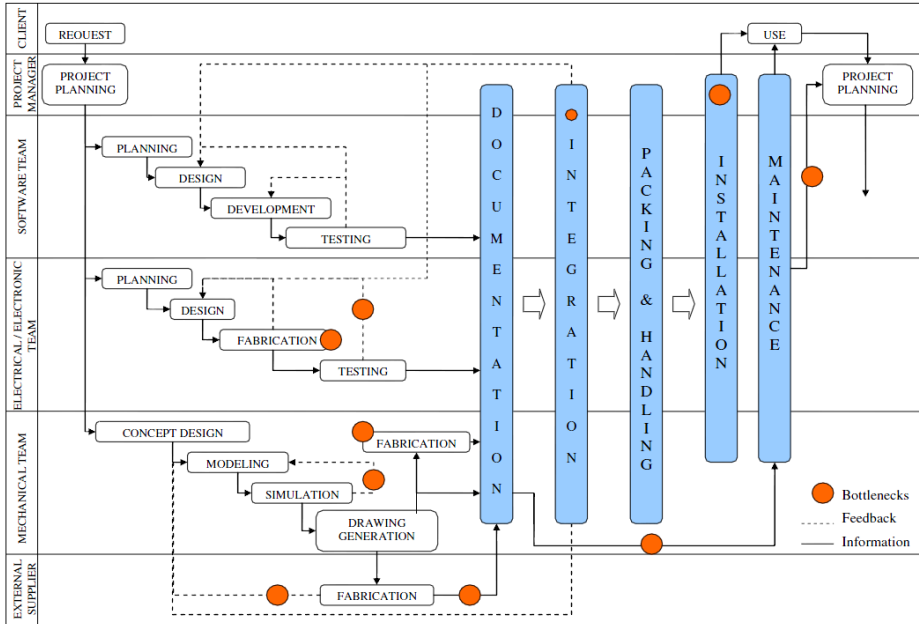 CLIENT
REQUEST
USE
PROJECT
MANAGER
PROJECT
PLANNING
PROJECT
PLANNING
SOFTWARE TEAM
PLANNING
DESIGN
DEVELOPMENT
TESTING
ELECTRICAL / ELECTRONIC
TEAM
PLANNING
DESIGN
FABRICATION
TESTING
MECHANICAL TEAM
CONCEPT DESIGN
FABRICATION
MODELING
SIMULATION
DRAWING
GENERATION
EXTERNAL
SUPPLIER
FABRICATION
DOCUMENTATION
INTEGRATION
PACKING & HANDLING
INSTALLATION
MAINTENANCE
Bottlenecks
Feedback
Information